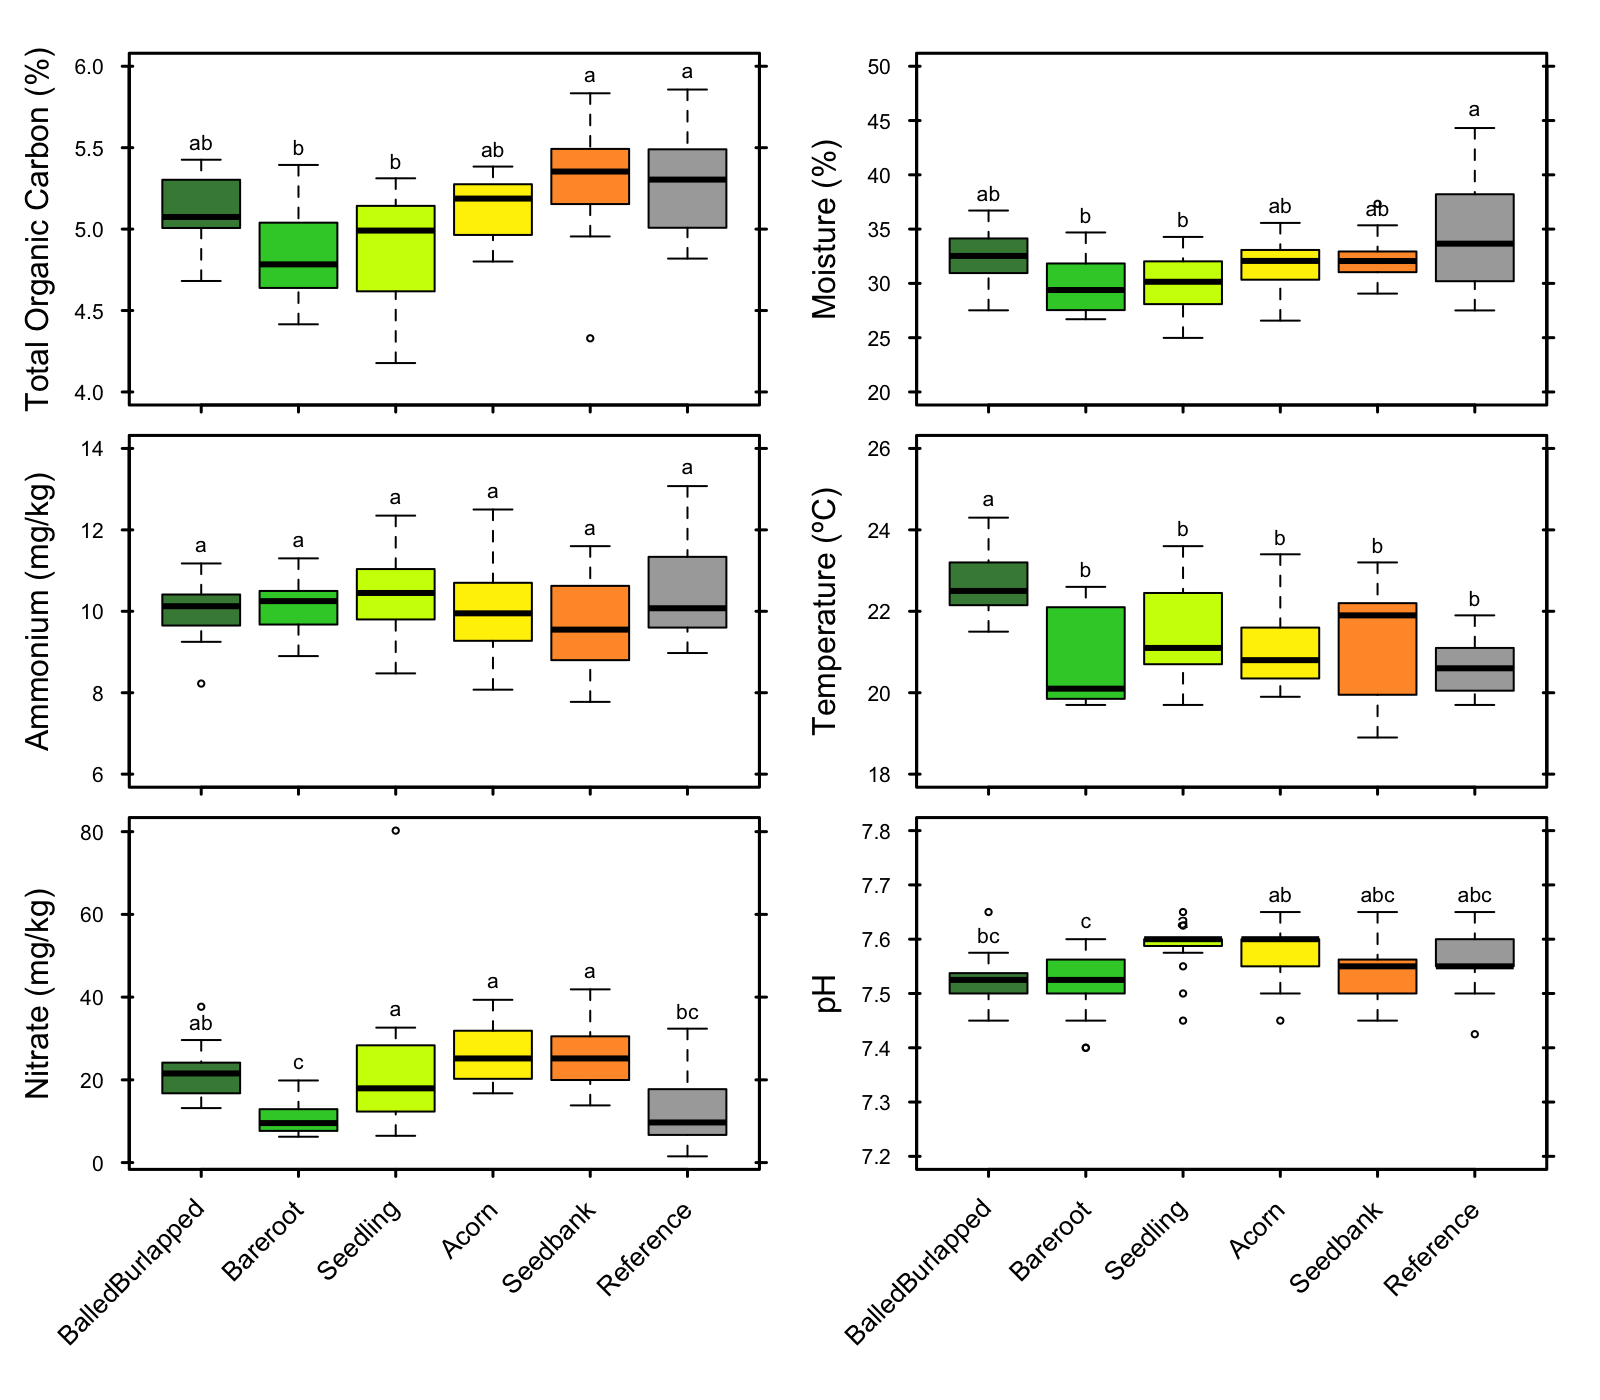 Total Organic Carbon (%)
6.0
5.5
5.0
4.5
4.0
ab
b
b
ab
a
a
Moisture (%)
50
45
40
35
30
25
20
ab
b
b
ab
ab
a
Ammonium (mg/kg)
14
12
10
8
6
a
a
a
a
a
a
Temperature (ºC)
26
24
22
20
18
a
b
b
b
b
b
Nitrate (mg/kg)
80
60
40
20
0
ab
c
a
a
a
bc
pH
7.8
7.7
7.6
7.5
7.4
7.3
7.2
bc
c
a
ab
abc
abc
BalledBurlapped
Bareroot
Seedling
Acorn
Seedbank
Reference
BalledBurlapped
Bareroot
Seedling
Acorn
Seedbank
Reference